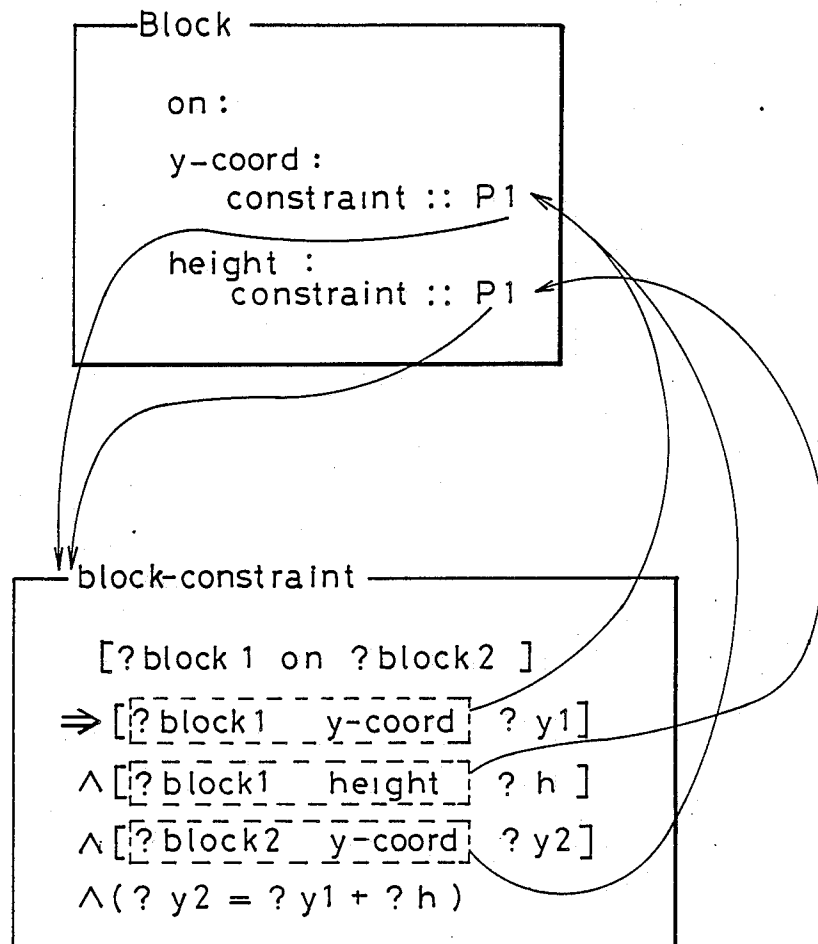 Block
on :
y-coord :
constraint :: P1
height :
constraint :: P1
block-constraint
[? block 1 on ? block 2 ]
⇒ [? block1 y-coord ? y1]
∧ [? block1 height ? h ]
∧ [? block2 y-coord ? y2]
∧ (? y2 = ? y1 + ? h )